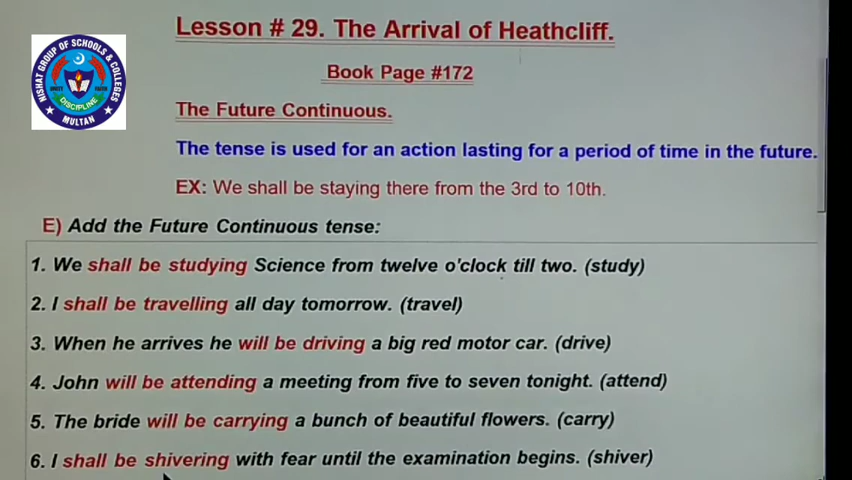 Lesson # 29. The Arrival of Heathcliff.
Book Page #172
NISHAT GROUP OF SCHOOLS & COLLEGES
DISCIPLINE
MULTAN
The Future Continuous.
The tense is used for an action lasting for a period of time in the future.
EX: We shall be staying there from the 3rd to 10th.
E) Add the Future Continuous tense:
1. We shall be studying Science from twelve o'clock till two. (study)
2. I shall be travelling all day tomorrow. (travel)
3. When he arrives he will be driving a big red motor car. (drive)
4. John will be attending a meeting from five to seven tonight. (attend)
5. The bride will be carrying a bunch of beautiful flowers. (carry)
6. I shall be shivering with fear until the examination begins. (shiver)